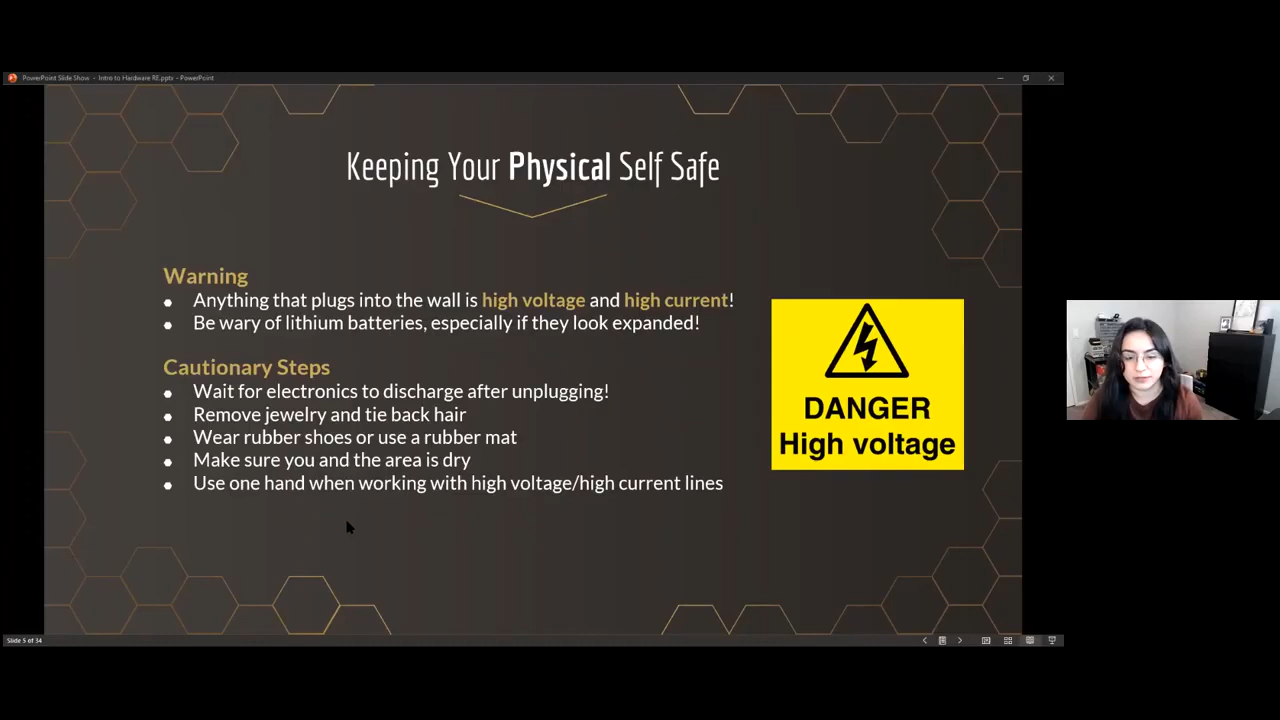 PowerPoint Slide Show - Intro to Hardware RE.pptx - PowerPoint
Keeping Your Physical Self Safe
Warning
Anything that plugs into the wall is high voltage and high current!
Be wary of lithium batteries, especially if they look expanded!
Cautionary Steps
Wait for electronics to discharge after unplugging!
Remove jewelry and tie back hair
Wear rubber shoes or use a rubber mat
Make sure you and the area is dry
Use one hand when working with high voltage/high current lines
DANGER
High voltage
Slide 5 of 34